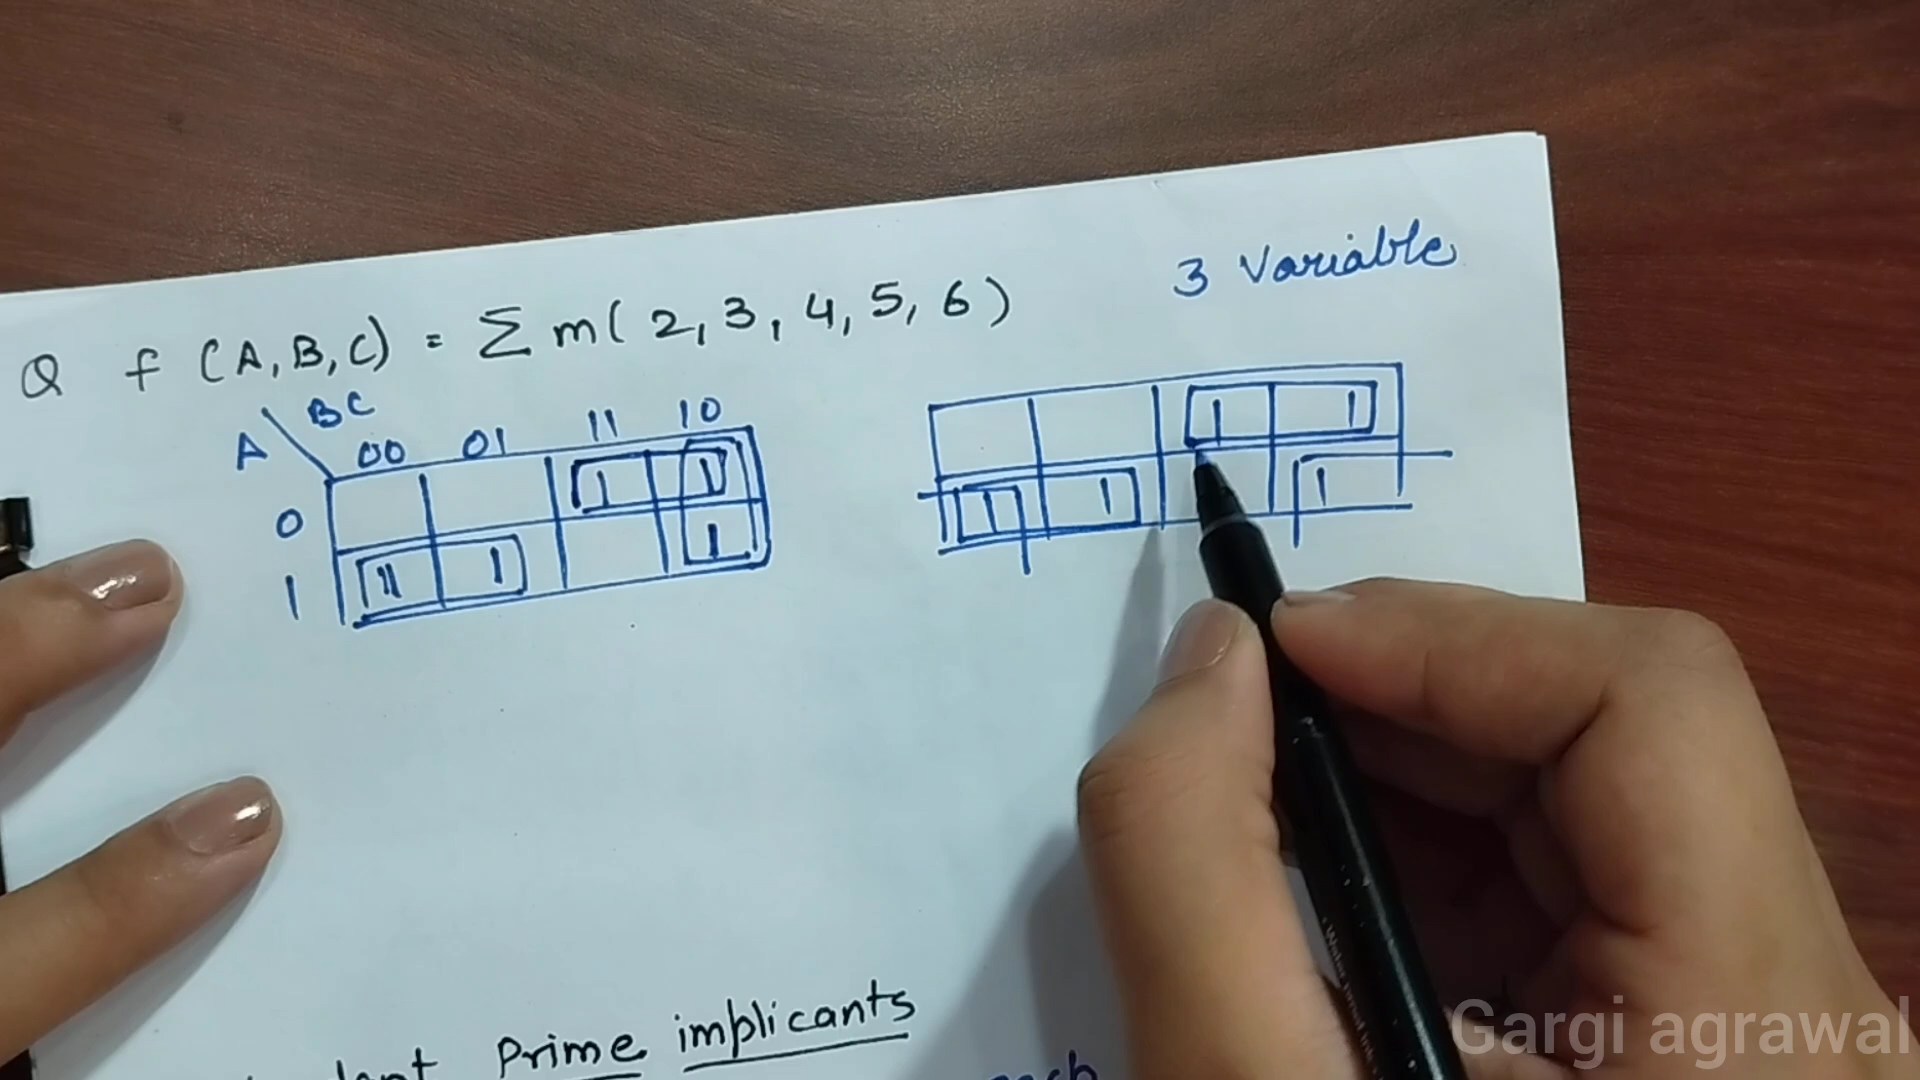 3 Variable
Q f (A, B, C) = Σ m( 2, 3, 4, 5, 6 )
BC
A 00 01 11 10
0 1 1 1 1
1 11 1 1 1 1 1
Prime implicants
Gargi agrawal